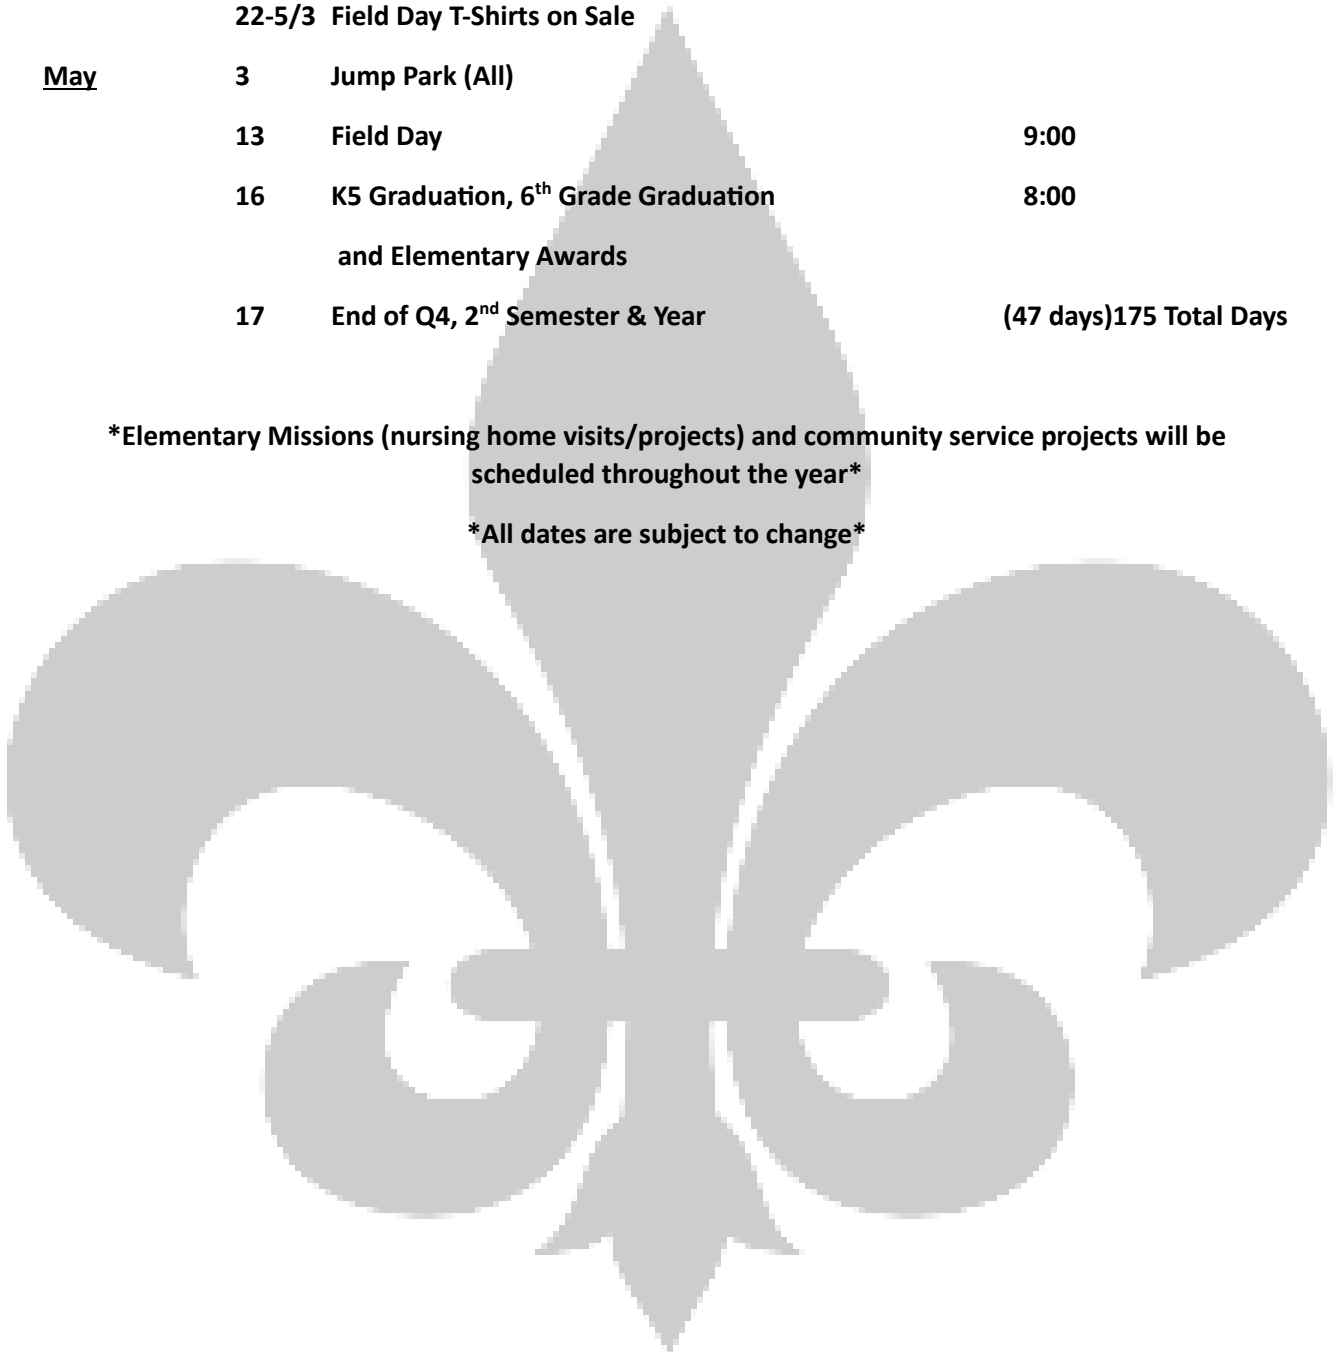 22-5/3 Field Day T-Shirts on Sale
May 3 Jump Park (All)
13 Field Day 9:00
16 K5 Graduation, 6th Grade Graduation 8:00
and Elementary Awards
17 End of Q4, 2nd Semester & Year (47 days)175 Total Days
*Elementary Missions (nursing home visits/projects) and community service projects will be
scheduled throughout the year*
*All dates are subject to change*